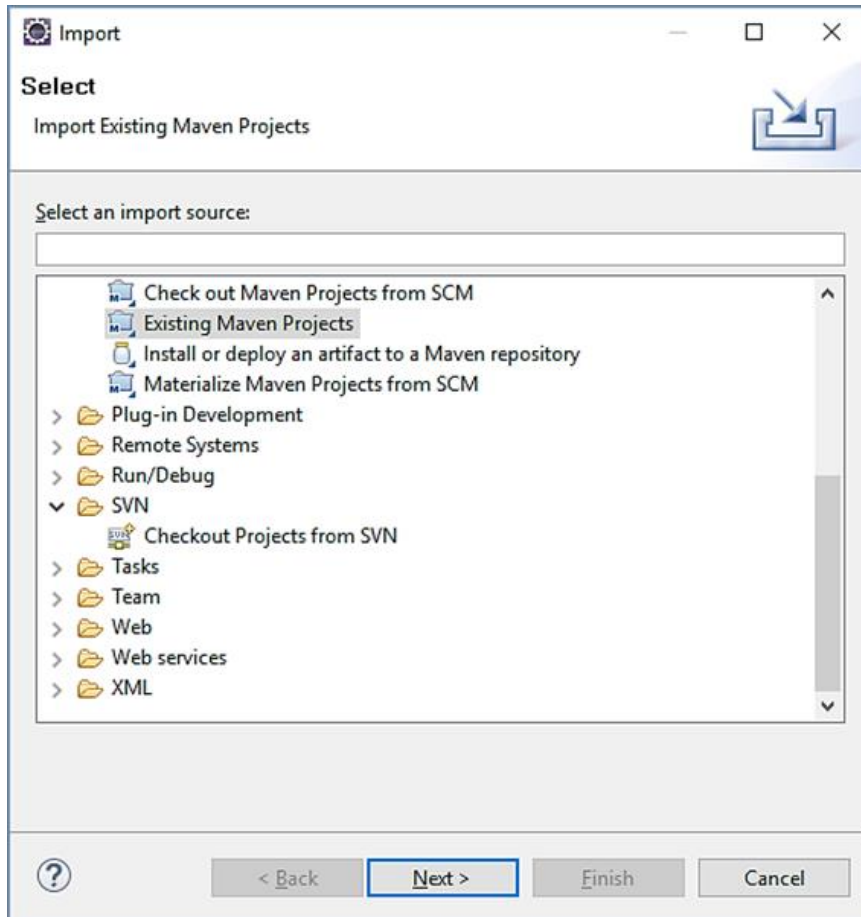 Import
Select
Import Existing Maven Projects
Select an import source:
Check out Maven Projects from SCM
Existing Maven Projects
Install or deploy an artifact to a Maven repository
Materialize Maven Projects from SCM
Plug-in Development
Remote Systems
Run/Debug
SVN
Checkout Projects from SVN
Tasks
Team
Web
Web services
XML
? < Back Next > Finish Cancel